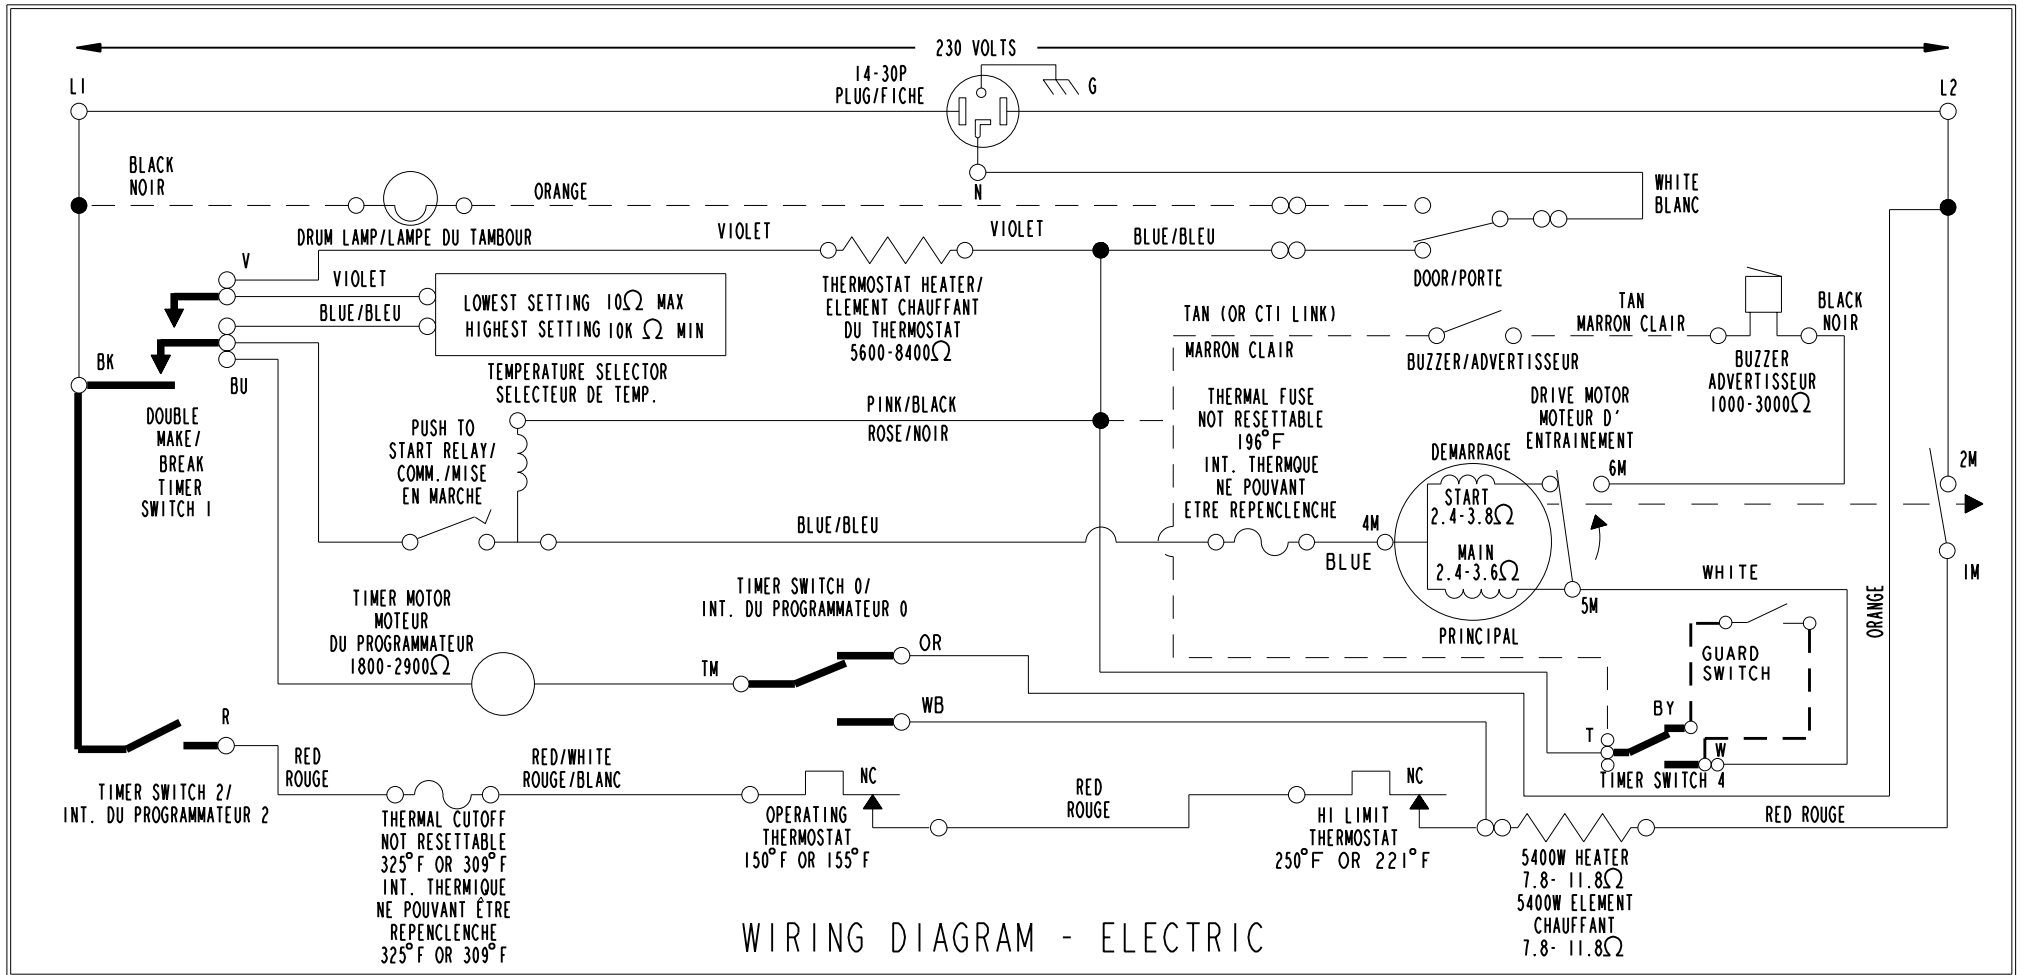 230 VOLTS
14-30P
PLUG/FICHE
G
L1
L2
N
BLACK
NOIR
ORANGE
WHITE
BLANC
DRUM LAMP/LAMPE DU TAMBOUR
VIOLET
VIOLET
BLUE/BLEU
DOOR/PORTE
V
VIOLET
BLUE/BLEU
LOWEST SETTING 10Ω MAX
HIGHEST SETTING 10K Ω MIN
TEMPERATURE SELECTOR
SELECTEUR DE TEMP.
THERMOSTAT HEATER/
ELEMENT CHAUFFANT
DU THERMOSTAT
5600-8400Ω
TAN (OR CTI LINK)
MARRON CLAIR
BUZZER/ADVERTISSEUR
TAN
MARRON CLAIR
BLACK
NOIR
BUZZER
ADVERTISSEUR
1000-3000Ω
BK
BU
DOUBLE
MAKE/
BREAK
TIMER
SWITCH 1
PUSH TO
START RELAY/
COMM./MISE
EN MARCHE
PINK/BLACK
ROSE/NOIR
THERMAL FUSE
NOT RESETTABLE
196°F
INT. THERMQUE
NE POUVANT
ETRE REPENCLENCHE
DRIVE MOTOR
MOTEUR D'
ENTRAINEMENT
DEMARRAGE
6M
START
2.4-3.8Ω
MAIN
2.4-3.6Ω
4M
BLUE
5M
PRINCIPAL
2M
1M
BLUE/BLEU
WHITE
ORANGE
GUARD
SWITCH
TIMER MOTOR
MOTEUR
DU PROGRAMMATEUR
1800-2900Ω
TIMER SWITCH 0/
INT. DU PROGRAMMATEUR 0
TM
OR
WB
BY
T
W
TIMER SWITCH 4
R
TIMER SWITCH 2/
INT. DU PROGRAMMATEUR 2
RED
ROUGE
THERMAL CUTOFF
NOT RESETTABLE
325°F OR 309°F
INT. THERMIQUE
NE POUVANT ÊTRE
REPENCLENCHE
325°F OR 309°F
RED/WHITE
ROUGE/BLANC
NC
OPERATING
THERMOSTAT
150°F OR 155°F
RED
ROUGE
NC
HI LIMIT
THERMOSTAT
250°F OR 221°F
RED ROUGE
5400W HEATER
7.8- 11.8Ω
5400W ELEMENT
CHAUFFANT
7.8- 11.8Ω
WIRING DIAGRAM - ELECTRIC